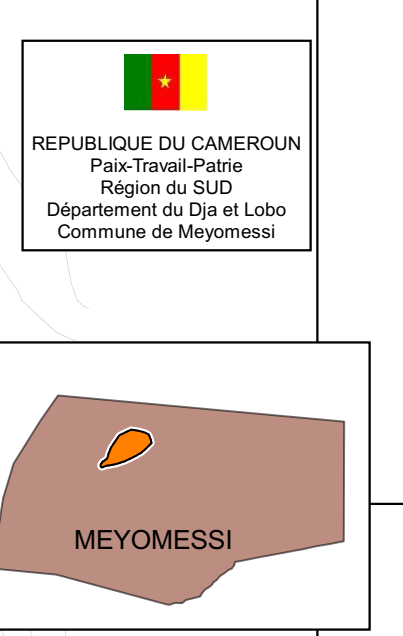 REPUBLIQUE DU CAMEROUN
Paix-Travail-Patrie
Région du SUD
Département du Dja et Lobo
Commune de Meyomessi
MEYOMESSI